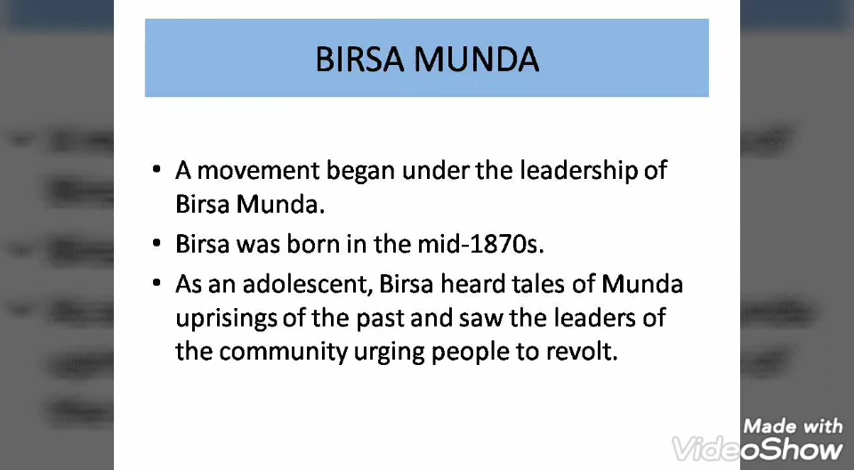 BIRSA MUNDA
• A movement began under the leadership of
Birsa Munda.
• Birsa was born in the mid-1870s.
• As an adolescent, Birsa heard tales of Munda
uprisings of the past and saw the leaders of
the community urging people to revolt.
Made with
VideoShow